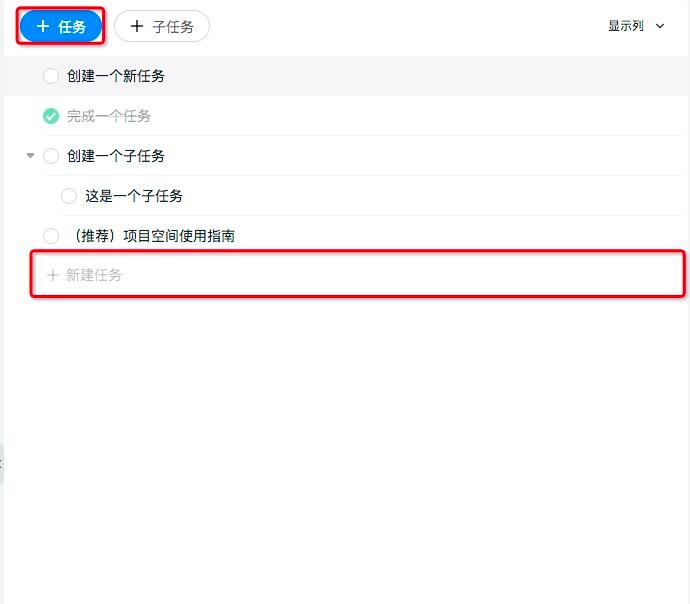 + 任务 + 子任务 显示列
创建一个新任务
完成一个任务
创建一个子任务
这是一个子任务
（推荐）项目空间使用指南
+ 新建任务